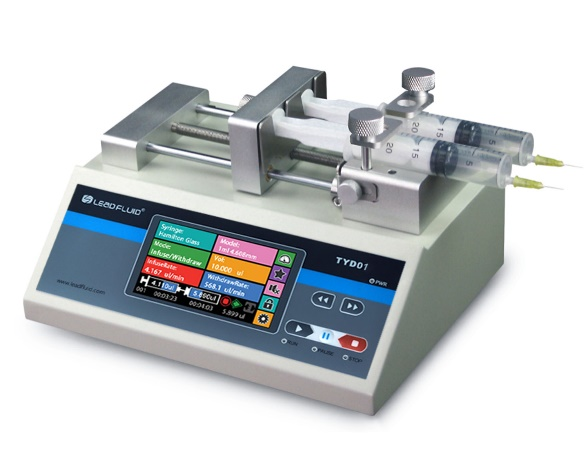 LEADFLUID®
TYD01
PWR
Syringe:
Hamilton Glass
Model:
1ml 4.606mm
Mode:
Infuse/Withdraw
Vol:
10.000 ul
InfuseRate:
4.167 ul/min
WithdrawRate:
568.1 ul/min
5.800ul
00:03:23
00:04:03
5.899 ul
www.leadfluid.com
RUN
PAUSE
STOP
20
15
20
15
5